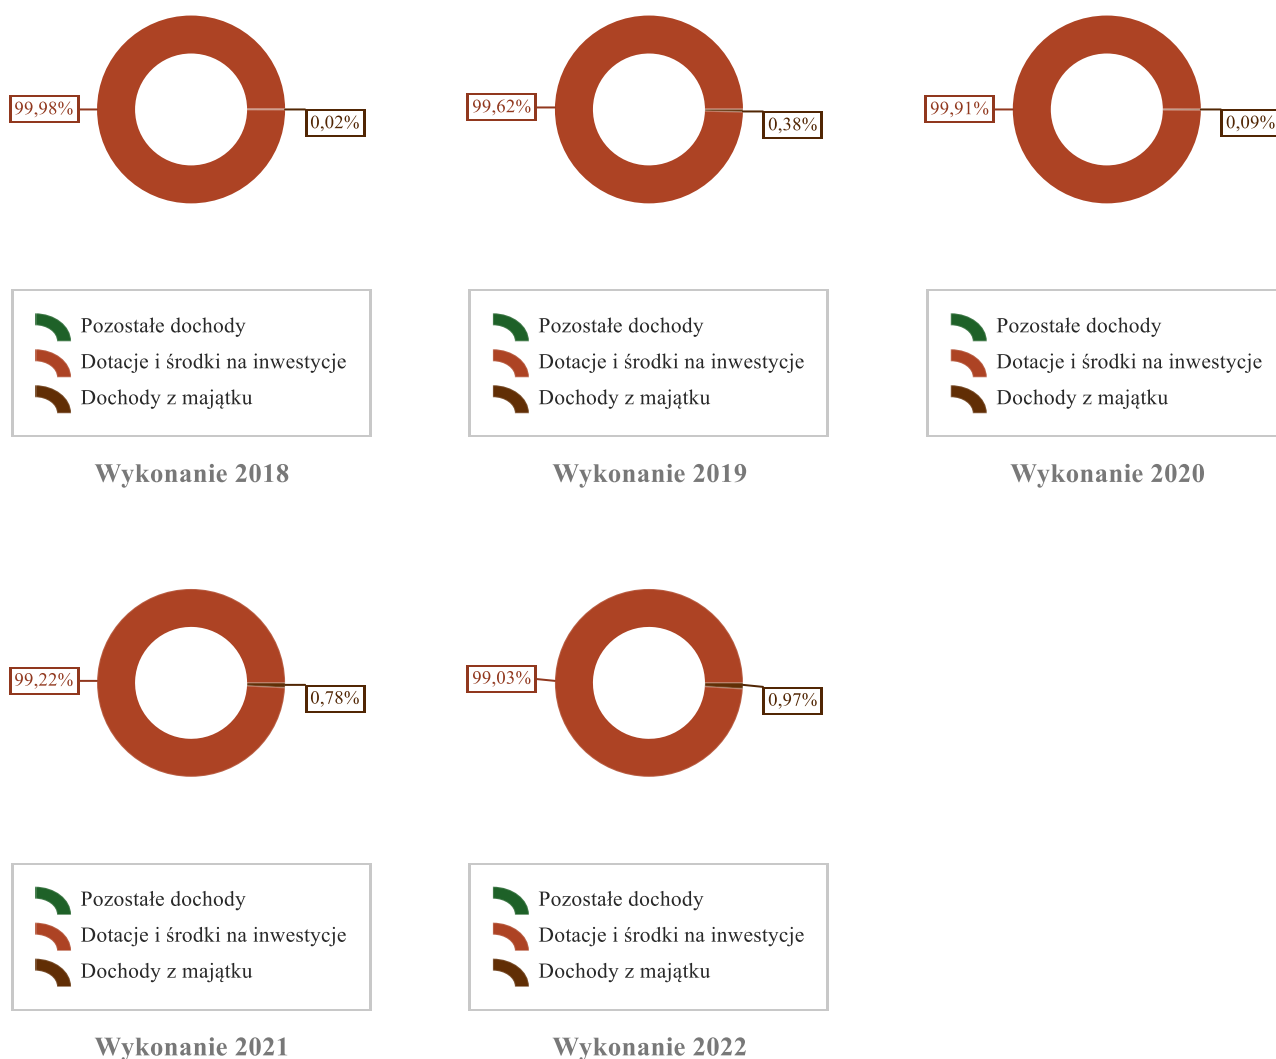 99,98%
0,02%
Pozostałe dochody
Dotacje i środki na inwestycje
Dochody z majątku
Wykonanie 2018
99,62%
0,38%
Pozostałe dochody
Dotacje i środki na inwestycje
Dochody z majątku
Wykonanie 2019
99,91%
0,09%
Pozostałe dochody
Dotacje i środki na inwestycje
Dochody z majątku
Wykonanie 2020
99,22%
0,78%
Pozostałe dochody
Dotacje i środki na inwestycje
Dochody z majątku
Wykonanie 2021
99,03%
0,97%
Pozostałe dochody
Dotacje i środki na inwestycje
Dochody z majątku
Wykonanie 2022